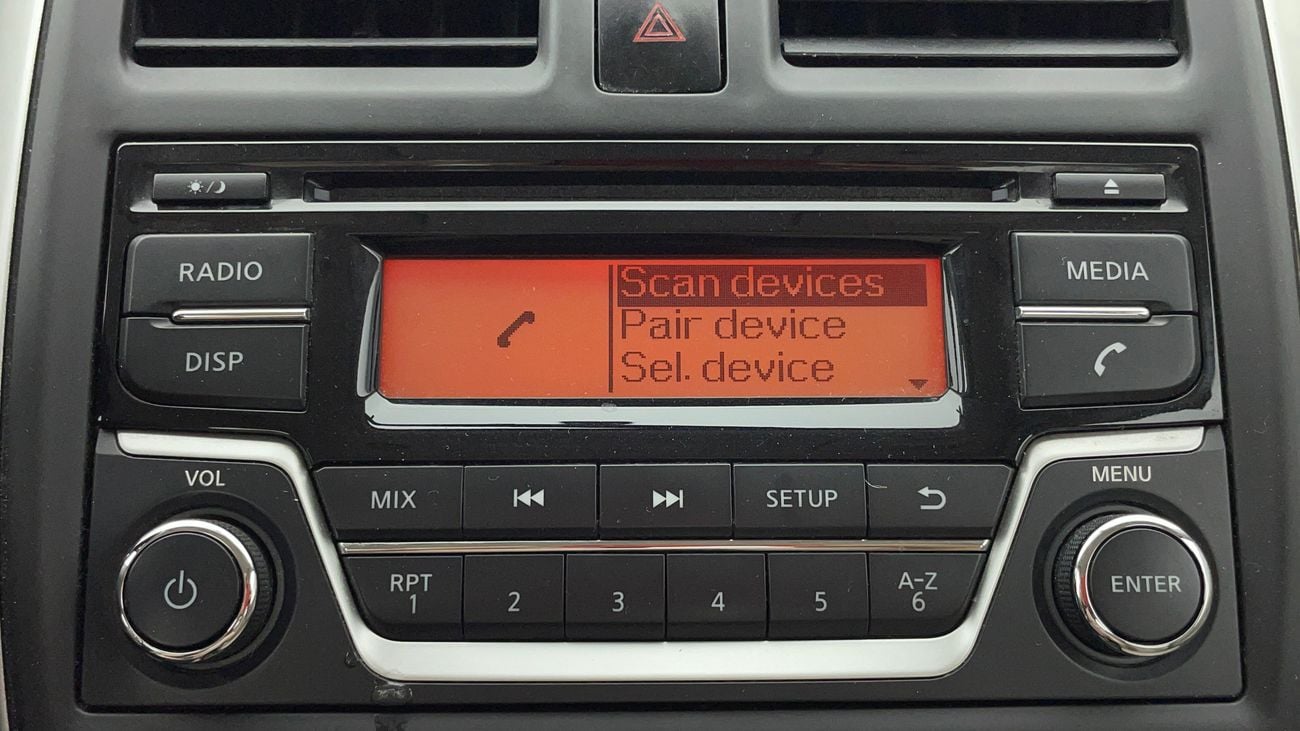 RADIO
DISP
Scan devices
Pair device
Sel. device
MEDIA
VOL
MENU
MIX
SETUP
RPT
1
2
3
4
5
A-Z
6
ENTER